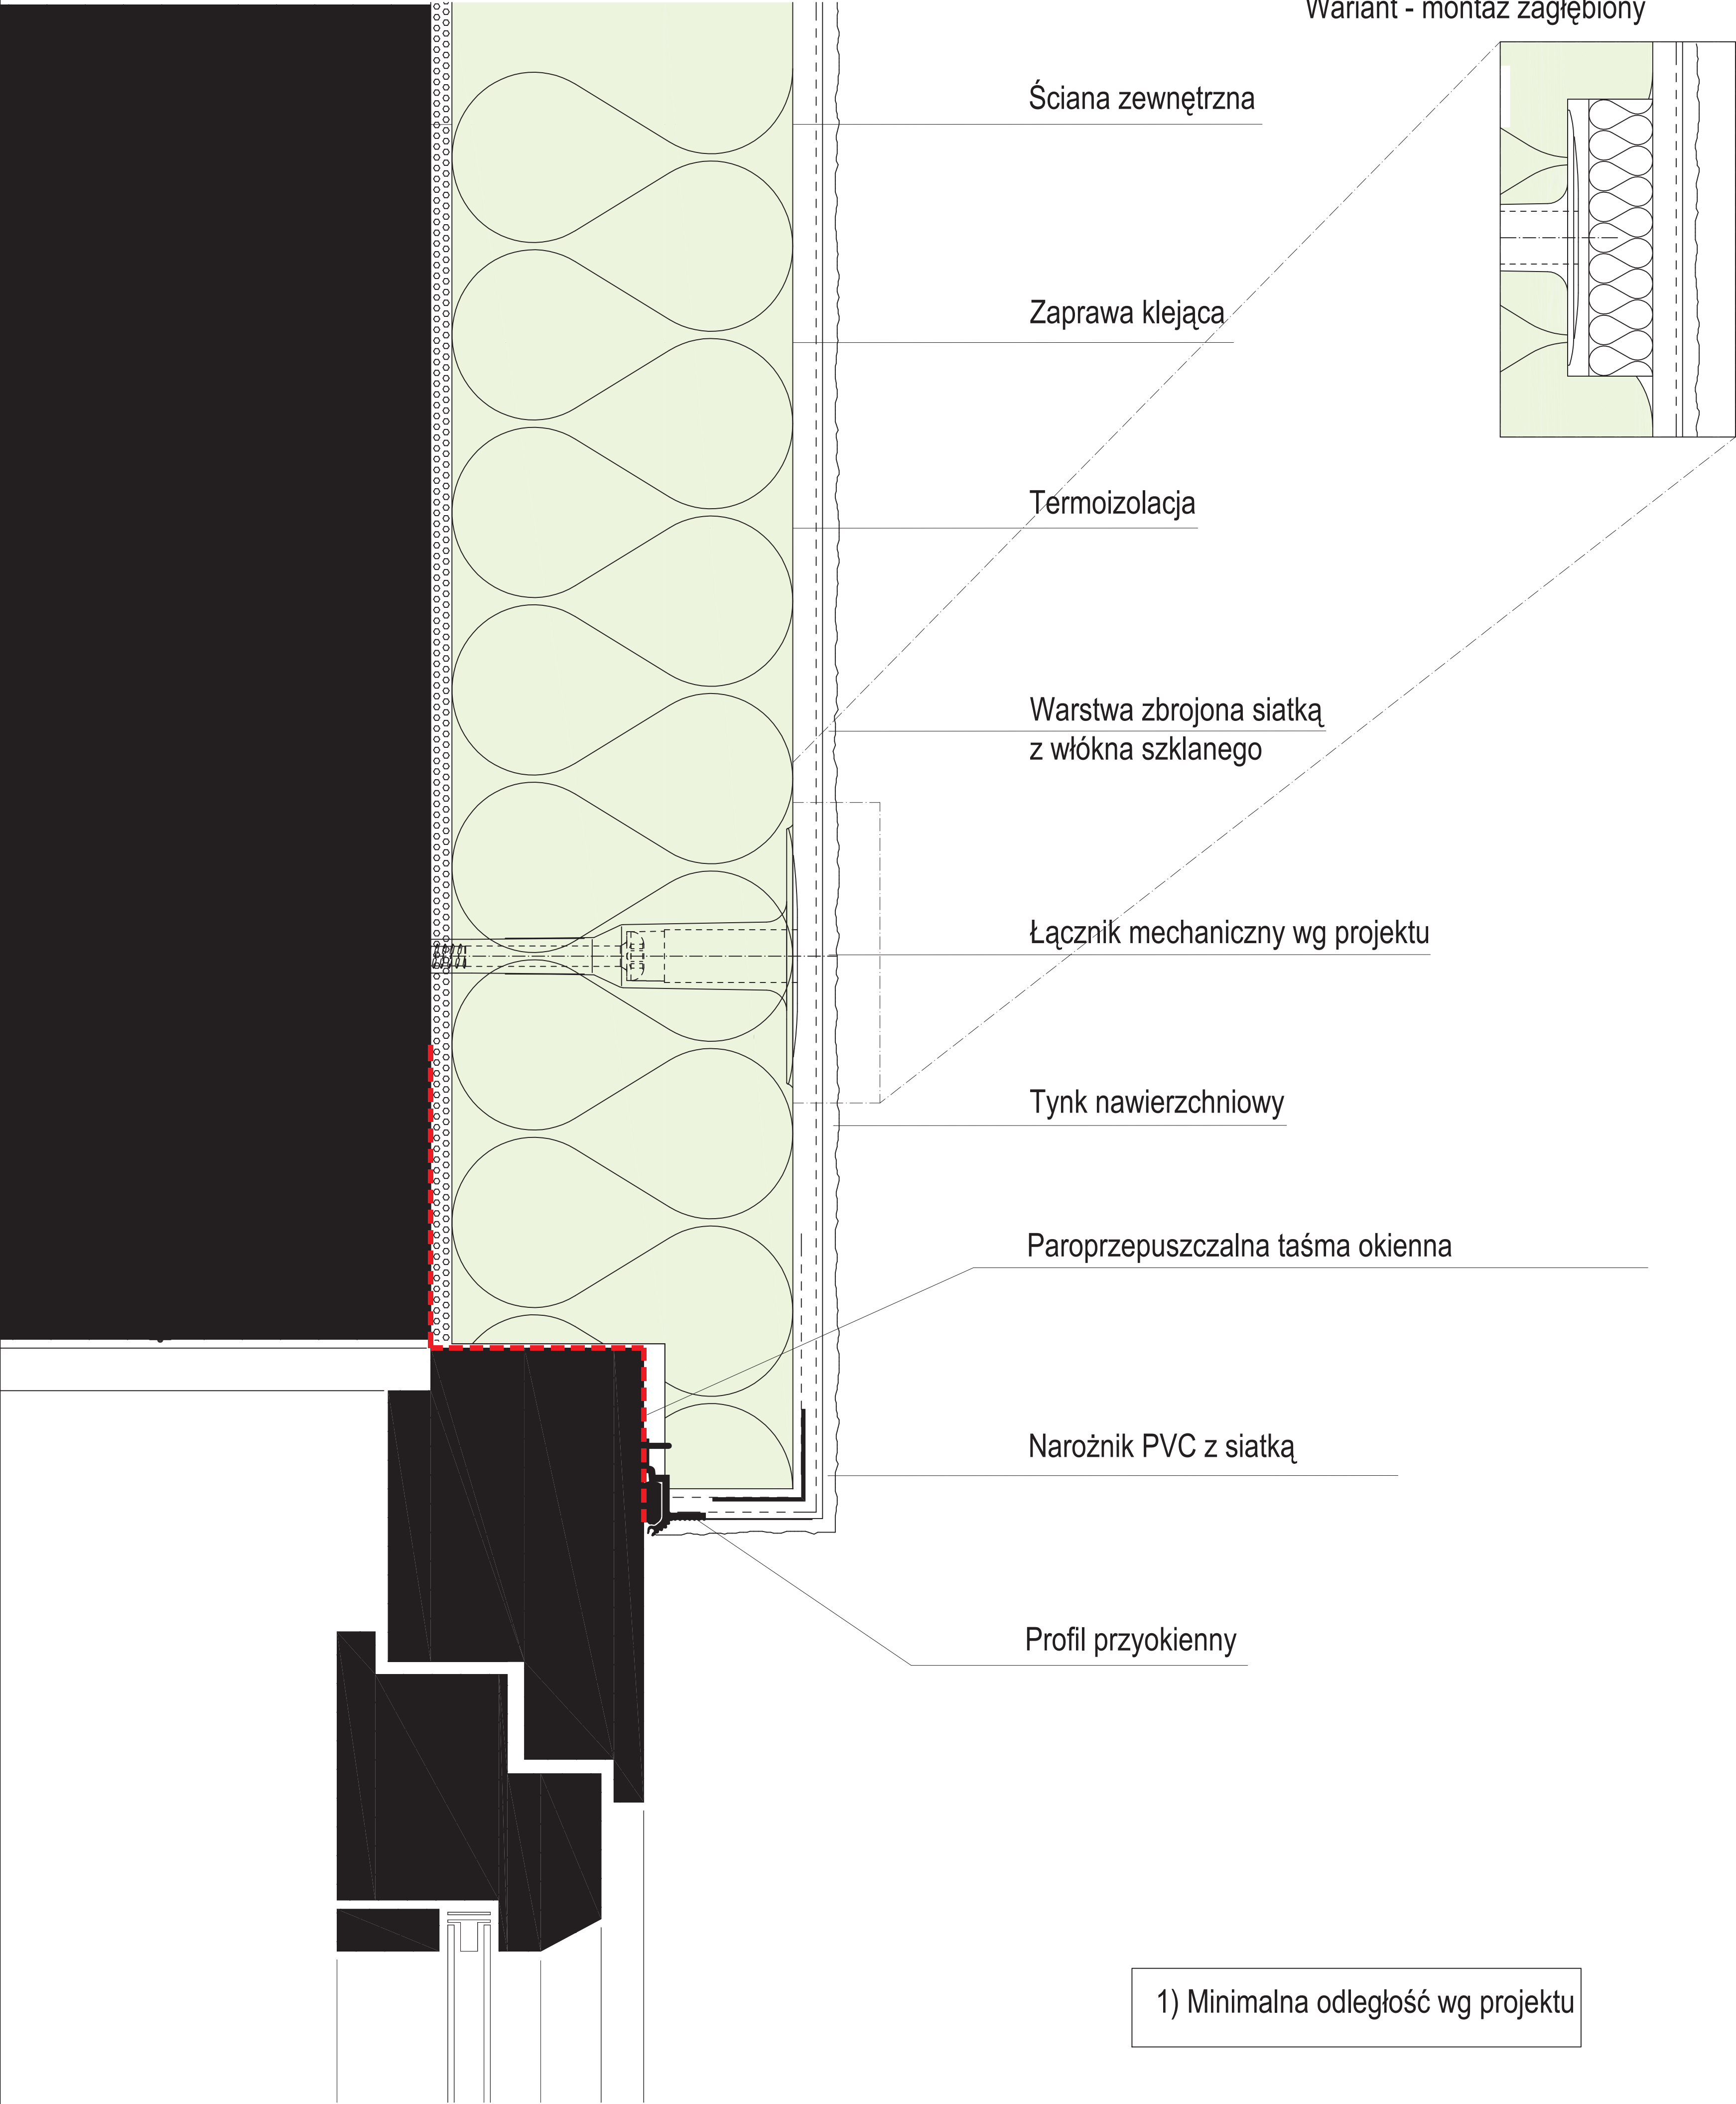 Wariant - montaż zagłębiony
Ściana zewnętrzna
Zaprawa klejąca
Termoizolacja
Warstwa zbrojona siatką
z włókna szklanego
Łącznik mechaniczny wg projektu
Tynk nawierzchniowy
Paroprzepuszczalna taśma okienna
Narożnik PVC z siatką
Profil przyokienny
1) Minimalna odległość wg projektu